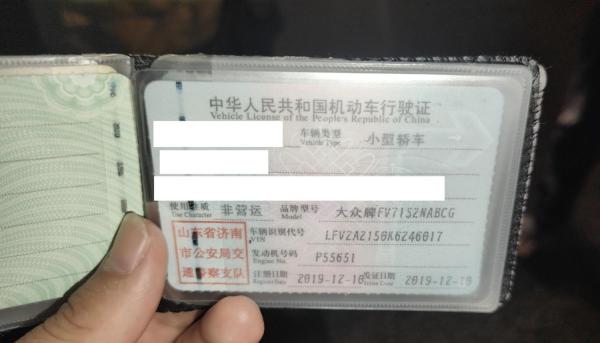 中华人民共和国机动车行驶证
Vehicle License of the People's Republic of China
车辆类型 小型轿车
Vehicle Type
使用性质 非营运 品牌型号 大众牌FV7152NABCG
Use Character Model
山东省济南市公安局交通警察支队
车辆识别代号 LFV2A2150K6246017
VIN
发动机号码 P55651
Engine No.
注册日期 2019-12-10 发证日期 2019-12-10
Register Date Issue Date